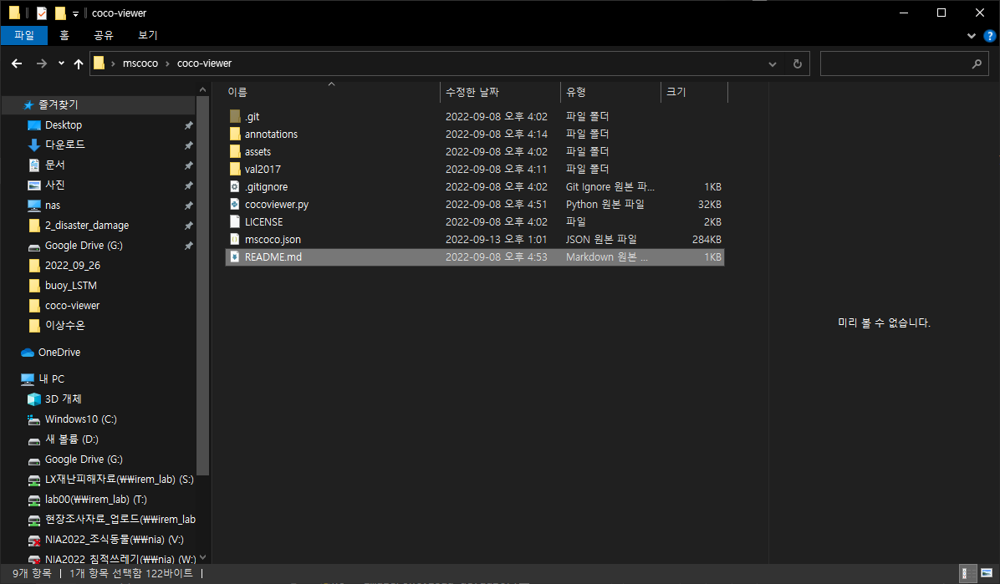 coco-viewer
파일 홈 공유 보기
mscoco › coco-viewer
이름 수정한 날짜 유형 크기
.git 2022-09-08 오후 4:02 파일 폴더
annotations 2022-09-08 오후 4:14 파일 폴더
assets 2022-09-08 오후 4:02 파일 폴더
val2017 2022-09-08 오후 4:11 파일 폴더
.gitignore 2022-09-08 오후 4:02 Git Ignore 원본 파... 1KB
cocoviewer.py 2022-09-08 오후 4:51 Python 원본 파일 32KB
LICENSE 2022-09-08 오후 4:02 파일 2KB
mscoco.json 2022-09-13 오후 1:01 JSON 원본 파일 284KB
README.md 2022-09-08 오후 4:53 Markdown 원본 ... 1KB
즐겨찾기
Desktop
다운로드
문서
사진
nas
2_disaster_damage
Google Drive (G:)
2022_09_26
buoy_LSTM
coco-viewer
이상수온
OneDrive
내 PC
3D 개체
Windows10 (C:)
새 볼륨 (D:)
Google Drive (G:)
LX재난피해자료(₩₩irem_lab) (S:)
lab00(₩₩irem_lab) (T:)
현장조사자료_업로드(₩₩irem_lab
NIA2022_조식동물(₩₩nia) (V:)
NIA2022_침적쓰레기(₩₩nia) (W:)
미리 볼 수 없습니다.
9개 항목 | 1개 항목 선택함 122바이트 |